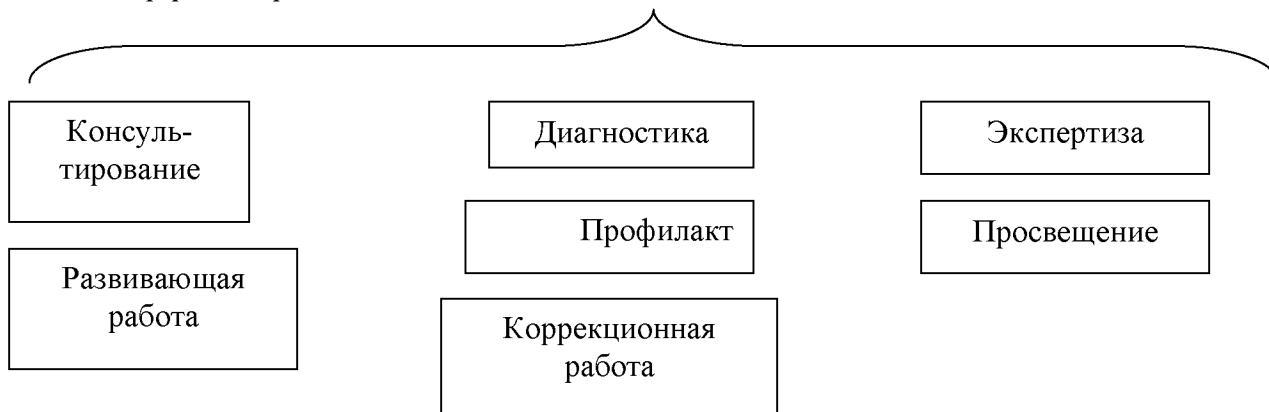 Консуль-
тирование
Диагностика
Экспертиза
Профилакт
Просвещение
Развивающая
работа
Коррекционная
работа